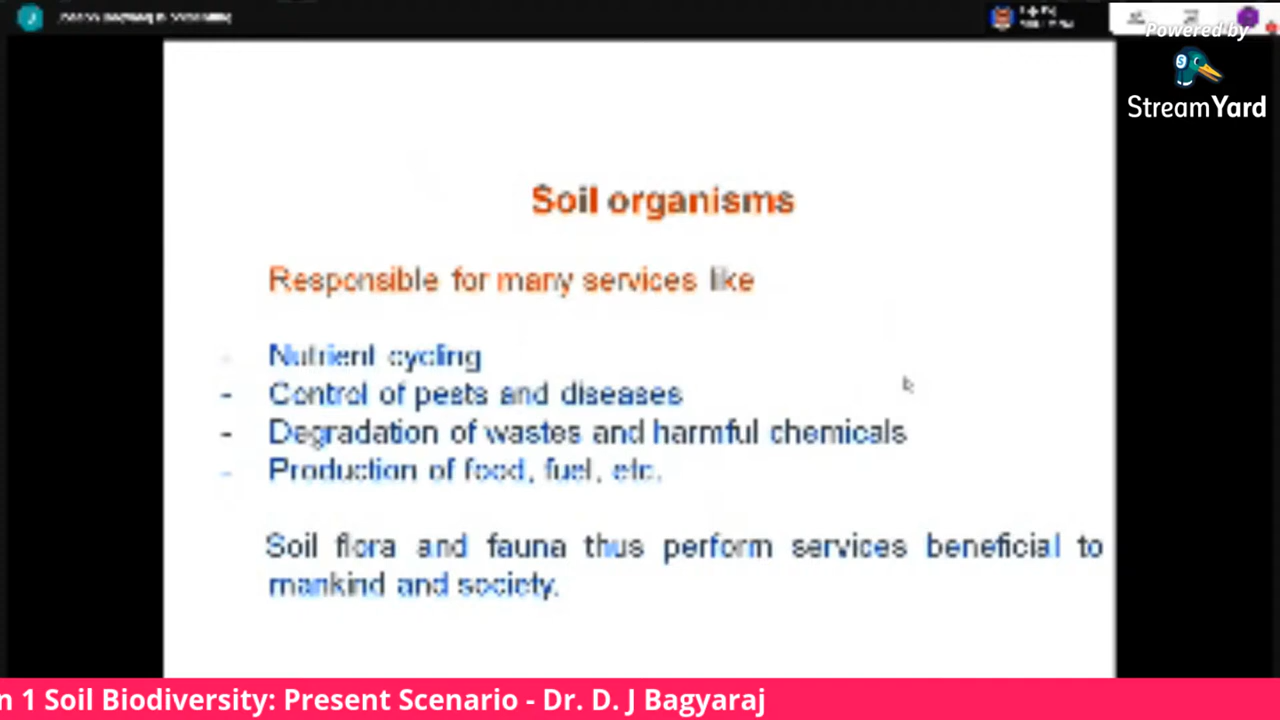 is presenting
Powered by
StreamYard
Soil organisms
Responsible for many services like
- Nutrient cycling
- Control of pests and diseases
- Degradation of wastes and harmful chemicals
- Production of food, fuel, etc.
Soil flora and fauna thus perform services beneficial to
mankind and society.
n 1 Soil Biodiversity: Present Scenario - Dr. D. J Bagyaraj